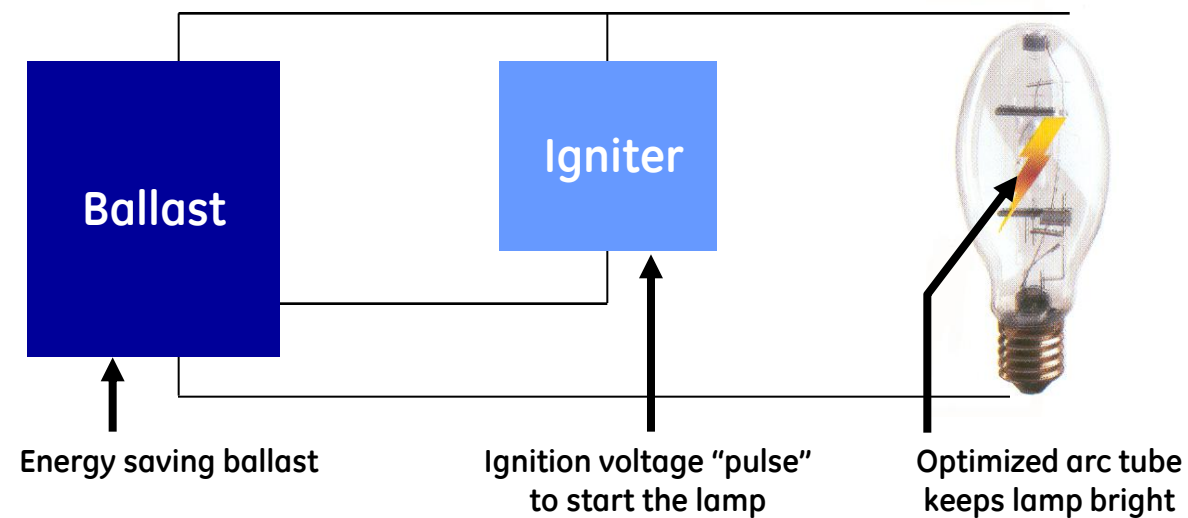 Ballast
Igniter
Energy saving ballast
Ignition voltage “pulse”
to start the lamp
Optimized arc tube
keeps lamp bright